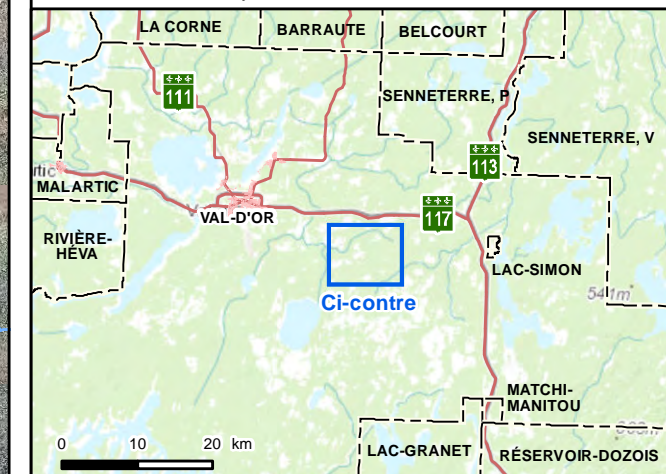 LA CORNE
BARRAUTE
BELCOURT
111
SENNETERRE, P
113
SENNETERRE, V
MALARTIC
VAL-D'OR
117
RIVIÈRE-
HÉVA
LAC-SIMON
541m
Ci-contre
MATCHI-
MANITOU
0 10 20 km
LAC-GRANET
RÉSERVOIR-DOZOIS